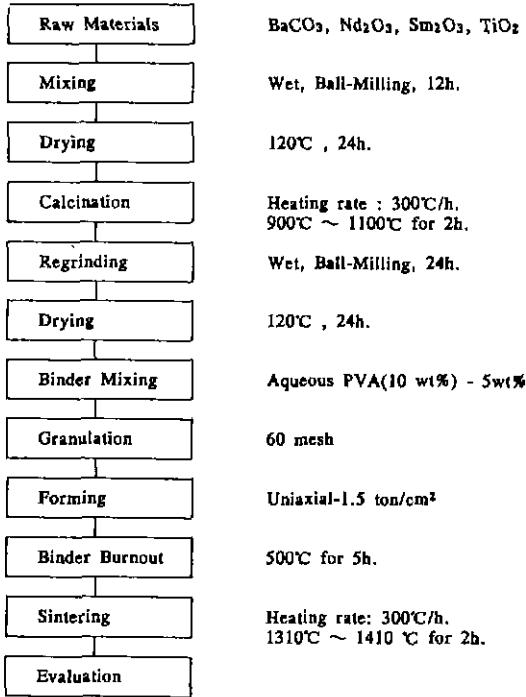 Raw Materials BaCO₃, Nd₂O₃, Sm₂O₃, TiO₂
Mixing Wet, Ball-Milling, 12h.
Drying 120℃ , 24h.
Calcination Heating rate : 300℃/h.
900℃ ~ 1100℃ for 2h.
Regrinding Wet, Ball-Milling, 24h.
Drying 120℃ , 24h.
Binder Mixing Aqueous PVA(10 wt%) - 5wt%
Granulation 60 mesh
Forming Uniaxial-1.5 ton/cm²
Binder Burnout 500℃ for 5h.
Sintering Heating rate: 300℃/h.
1310℃ ~ 1410 ℃ for 2h.
Evaluation